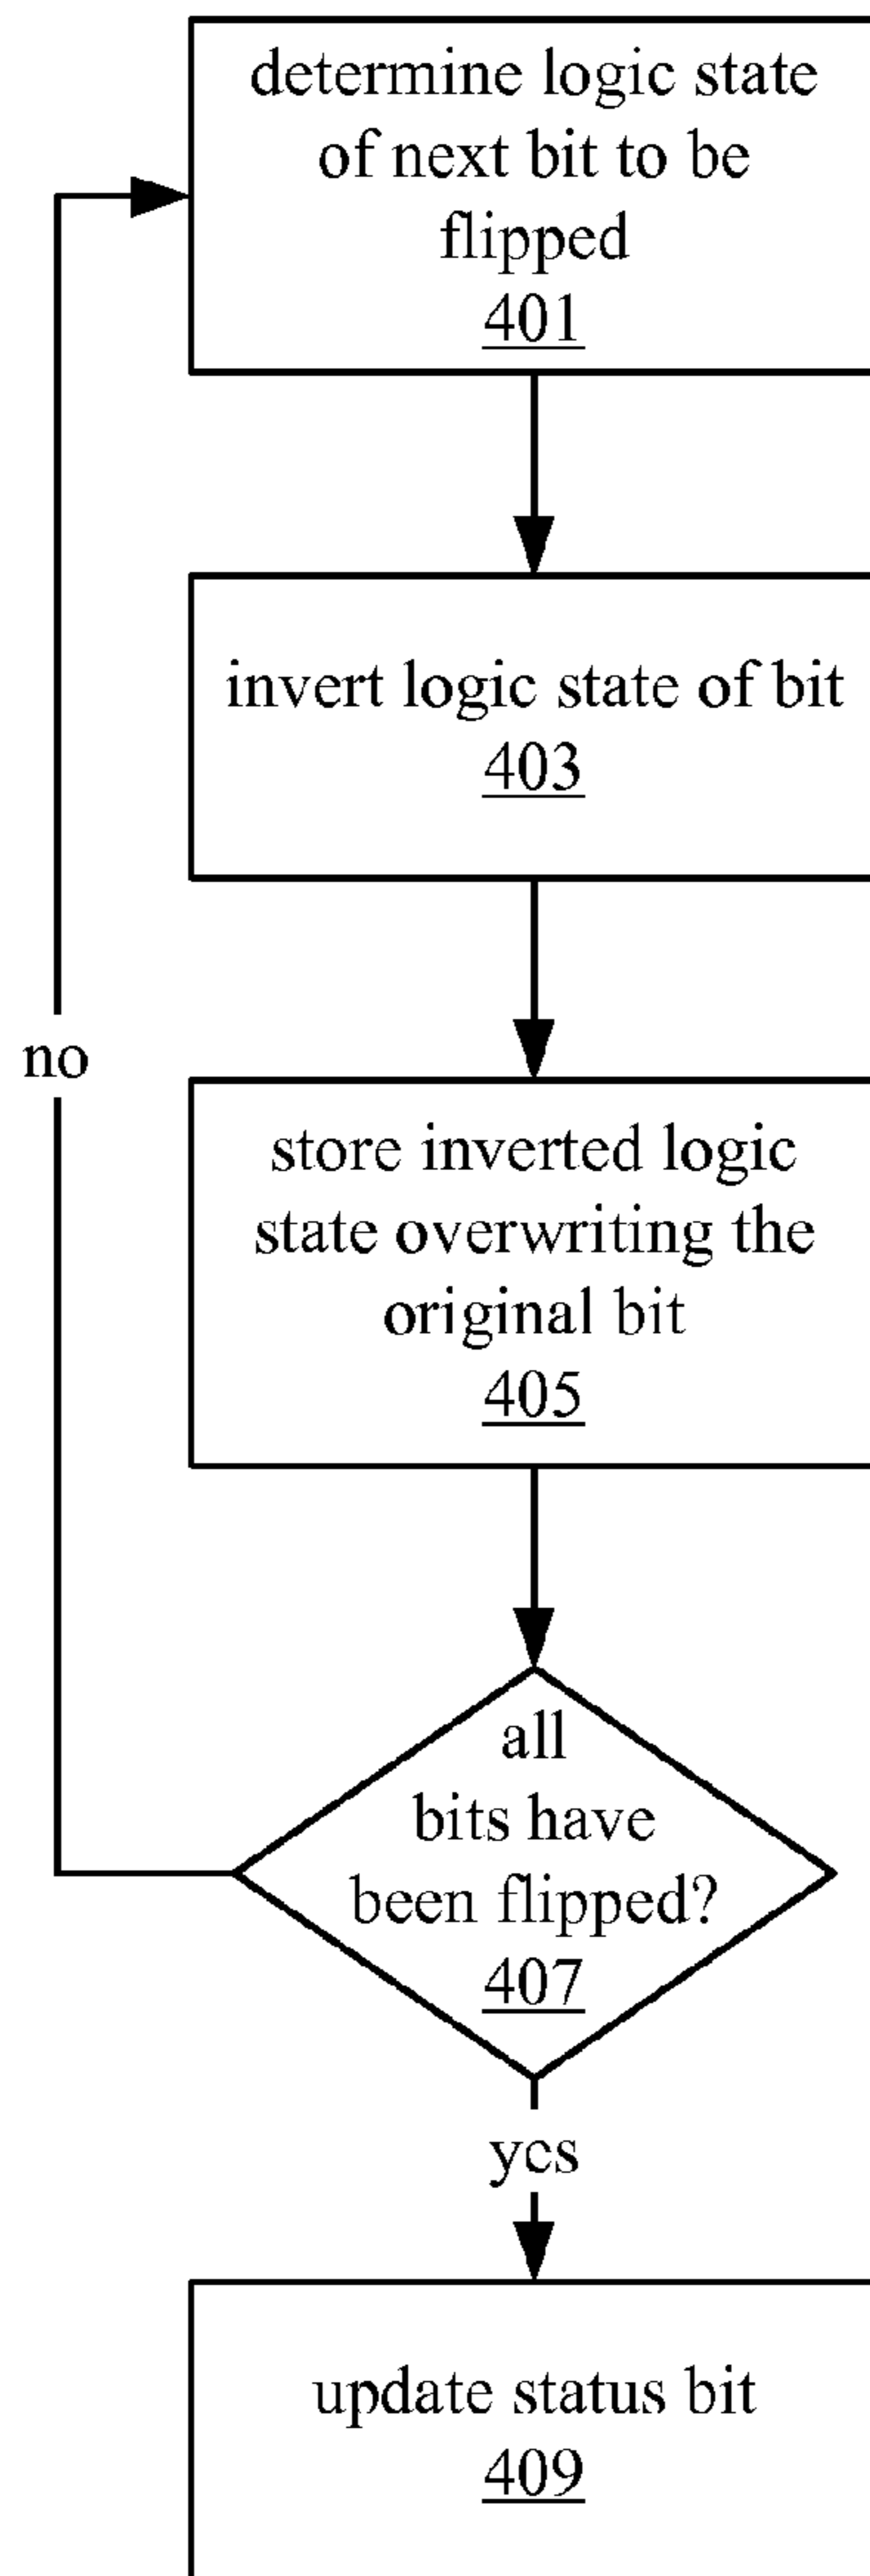 determine logic state
of next bit to be
flipped
401
invert logic state of bit
403
no
store inverted logic
state overwriting the
original bit
405
all
bits have
been flipped?
407
yes
update status bit
409